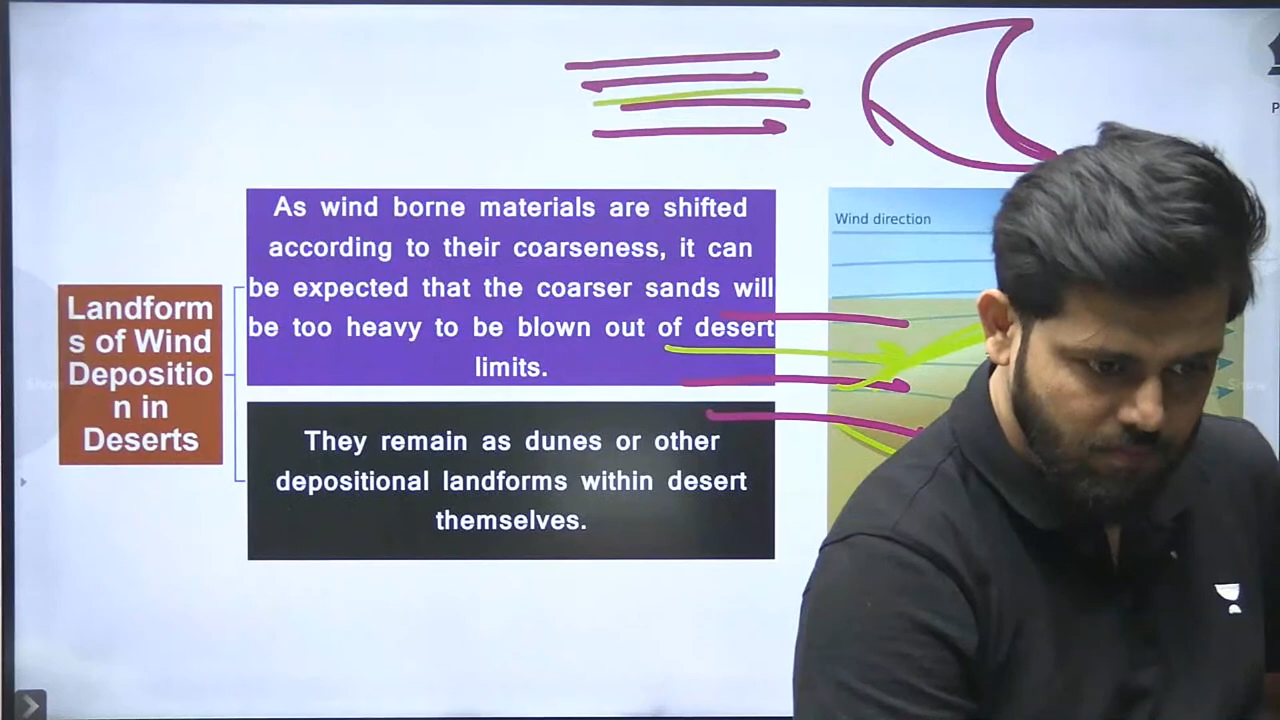 Landform
s of Wind
Depositio
n in
Deserts
As wind borne materials are shifted
according to their coarseness, it can
be expected that the coarser sands will
be too heavy to be blown out of desert
limits.
They remain as dunes or other
depositional landforms within desert
themselves.
Wind direction
P
Show
Show